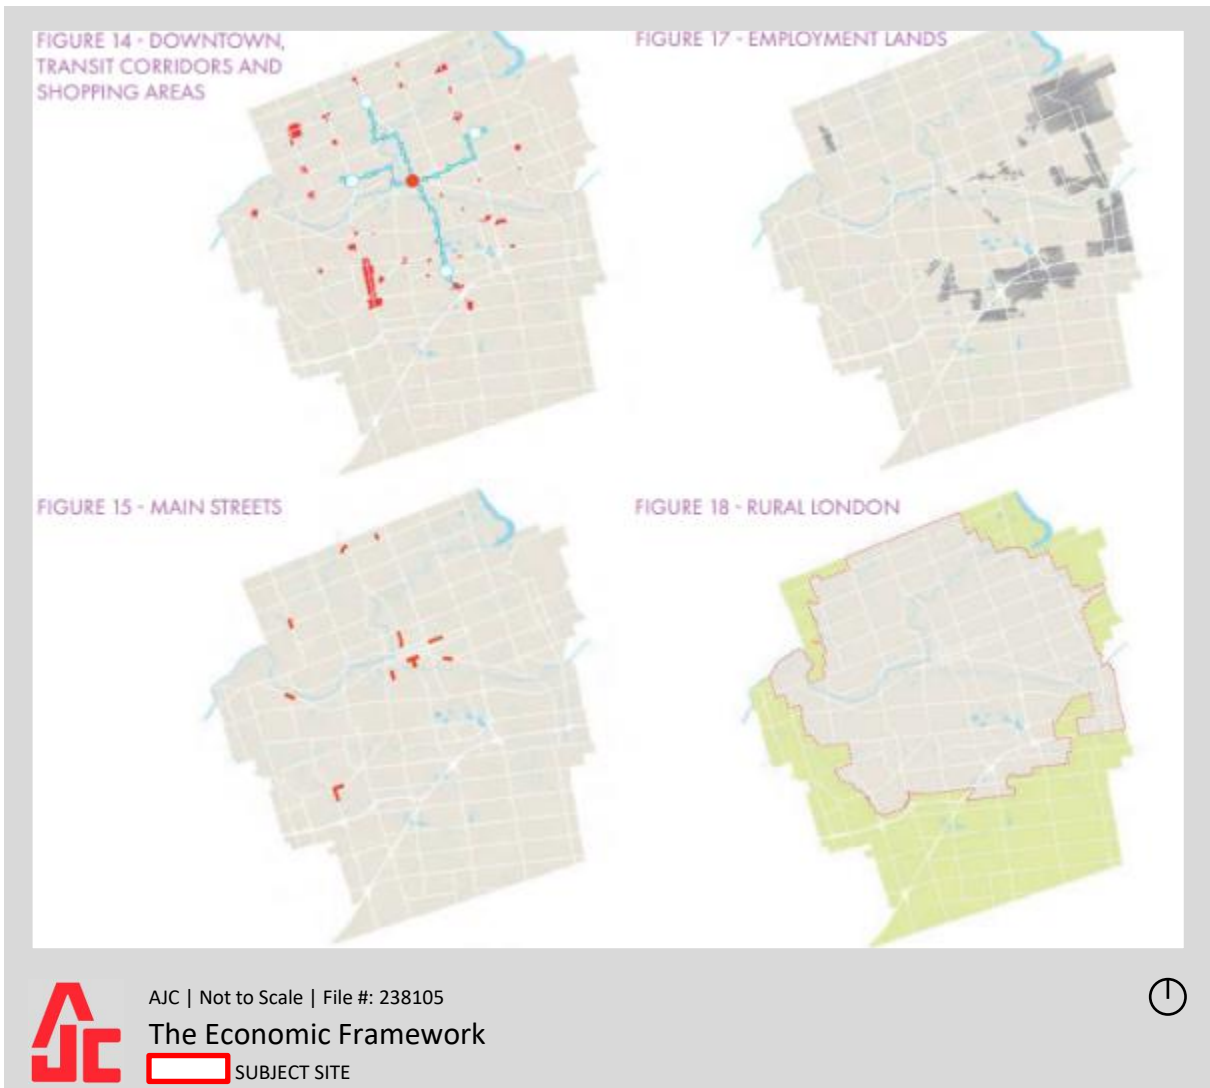 FIGURE 14 - DOWNTOWN,
TRANSIT CORRIDORS AND
SHOPPING AREAS
FIGURE 17 - EMPLOYMENT LANDS
FIGURE 15 - MAIN STREETS
FIGURE 18 - RURAL LONDON
AJC
AJC | Not to Scale | File #: 238105
The Economic Framework
SUBJECT SITE